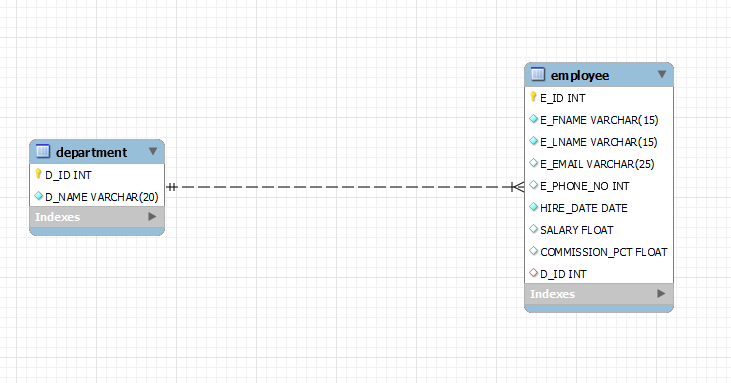 department
D_ID INT
D_NAME VARCHAR(20)
Indexes
employee
E_ID INT
E_FNAME VARCHAR(15)
E_LNAME VARCHAR(15)
E_EMAIL VARCHAR(25)
E_PHONE_NO INT
HIRE_DATE DATE
SALARY FLOAT
COMMISSION_PCT FLOAT
D_ID INT
Indexes